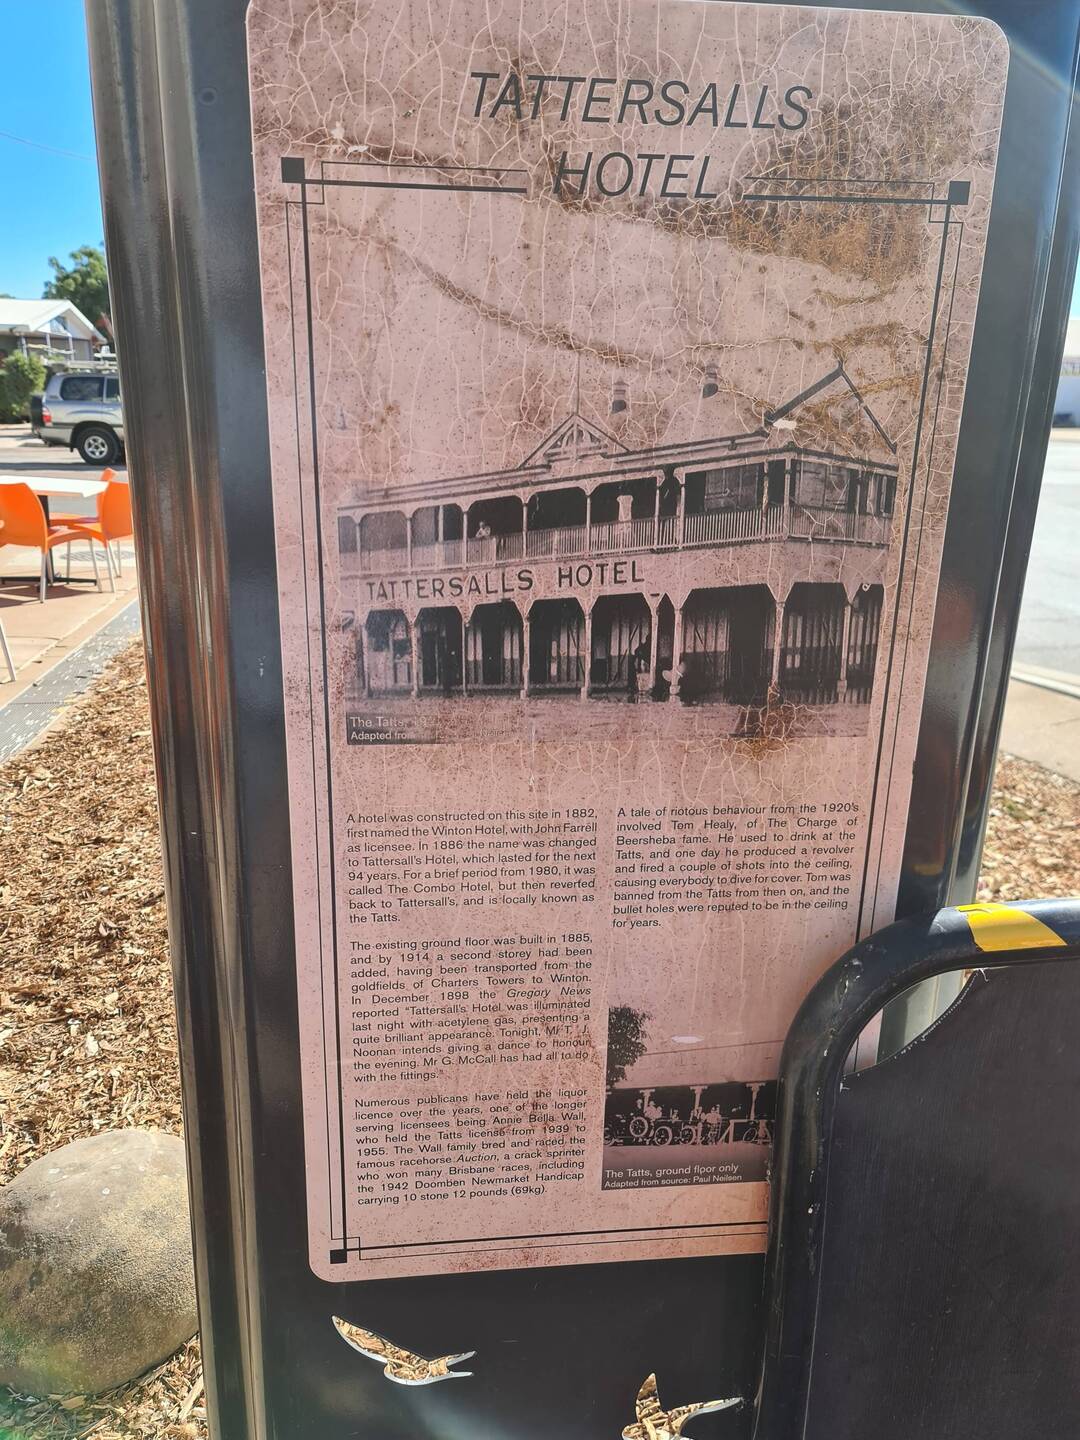 TATTERSALLS
HOTEL
TATTERSALLS HOTEL
The Tatts,
Adapted from
A hotel was constructed on this site in 1882,
first named the Winton Hotel, with John Farrell
as licensee. In 1886 the name was changed
to Tattersall's Hotel, which lasted for the next
94 years. For a brief period from 1980, it was
called The Combo Hotel, but then reverted
back to Tattersall's, and is locally known as
the Tatts.
The existing ground floor was built in 1885,
and by 1914 a second storey had been
added, having been transported from the
goldfields of Charters Towers to Winton.
In December 1898 the Gregory News
reported "Tattersall's Hotel was illuminated
last night with acetylene gas, presenting a
quite brilliant appearance. Tonight, Mr T. J.
Noonan intends giving a dance to honour
the evening. Mr G. McCall has had all to do
with the fittings."
Numerous publicans have held the liquor
licence over the years, one of the longer
serving licensees being Annie Bella Wall,
who held the Tatts license from 1939 to
1955. The Wall family bred and raced the
famous racehorse Auction, a crack sprinter
who won many Brisbane races, including
the 1942 Doomben Newmarket Handicap
carrying 10 stone 12 pounds (69kg).
A tale of riotous behaviour from the 1920's
involved Tom Healy, of The Charge of
Beersheba fame. He used to drink at the
Tatts, and one day he produced a revolver
and fired a couple of shots into the ceiling,
causing everybody to dive for cover. Tom was
banned from the Tatts from then on, and the
bullet holes were reputed to be in the ceiling
for years.
The Tatts, ground floor only
Adapted from source: Paul Neilsen